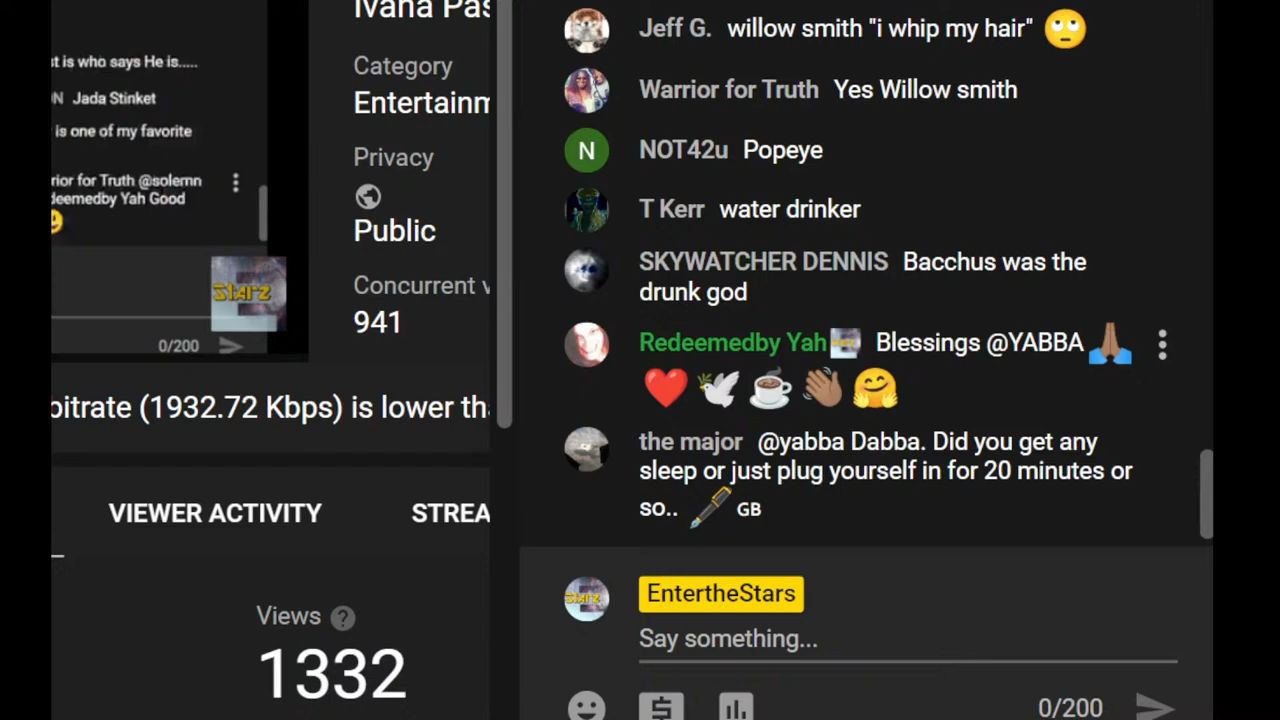 t is who says He is.....
N Jada Stinket
is one of my favorite
rior for Truth @solemn
deemedby Yah Good
Starz
0/200
Ivana Pas
Category
Entertainm
Privacy
Public
Concurrent v
941
bitrate (1932.72 Kbps) is lower th
VIEWER ACTIVITY STREA
Views ?
1332
Jeff G. willow smith "i whip my hair" 🙄
Warrior for Truth Yes Willow smith
N NOT42u Popeye
T Kerr water drinker
SKYWATCHER DENNIS Bacchus was the
drunk god
Redeemedby Yah Blessings @YABBA 🙏🏽
❤️ 🕊️ ☕ 👋🏽 🤗
the major @yabba Dabba. Did you get any
sleep or just plug yourself in for 20 minutes or
so.. 🖋️ GB
Starz EntertheStars
Say something...
0/200